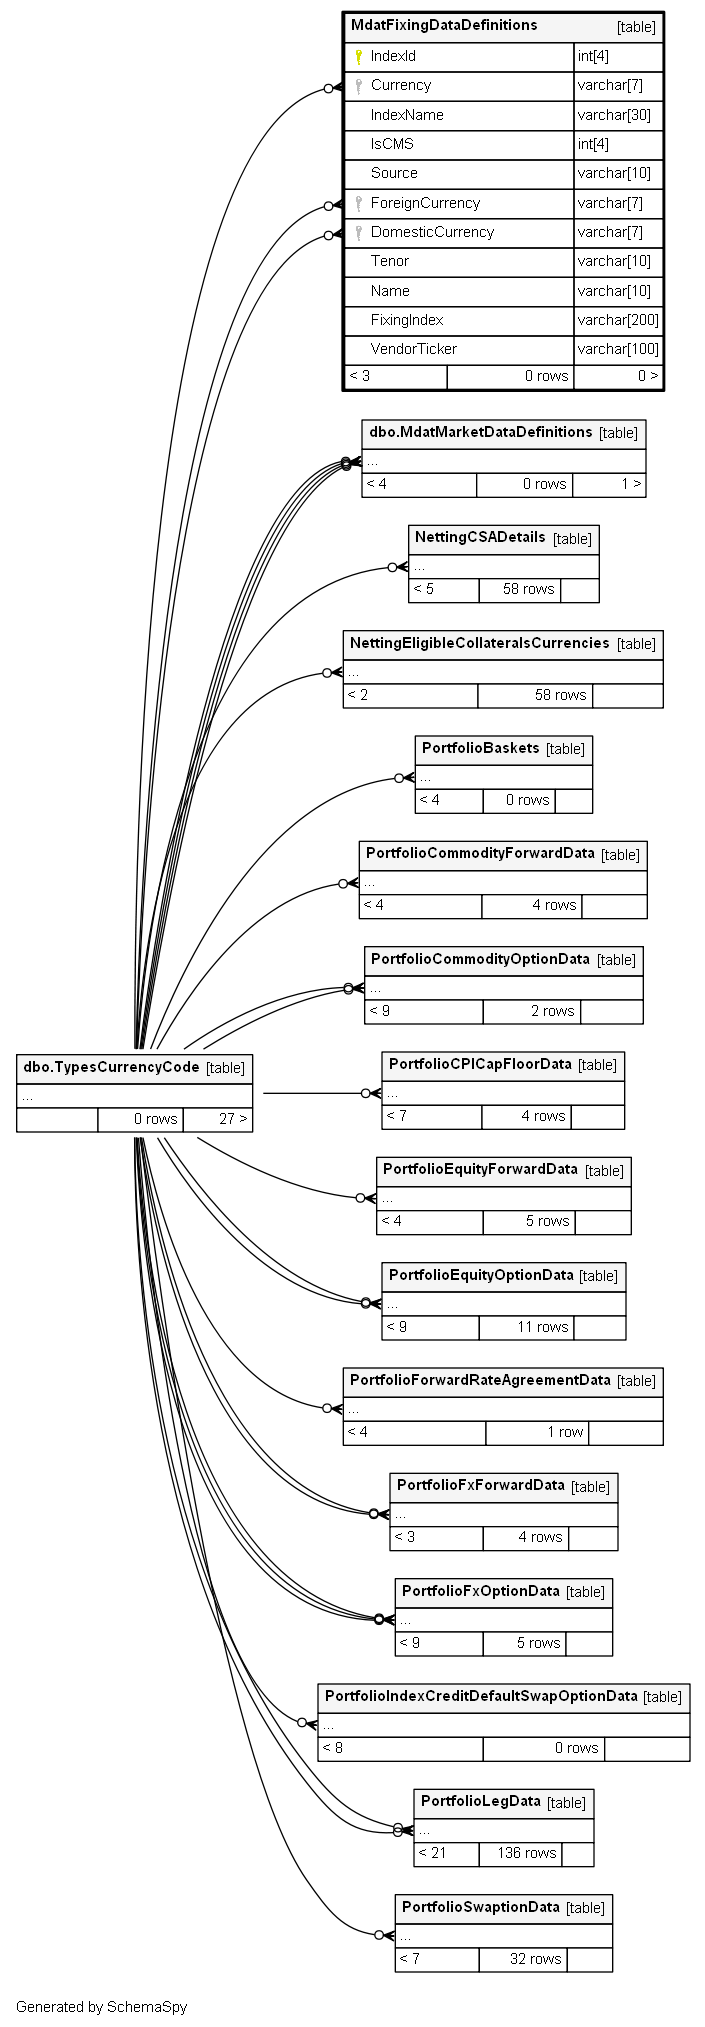 MdatFixingDataDefinitions [table]
IndexId int[4]
Currency varchar[7]
IndexName varchar[30]
IsCMS int[4]
Source varchar[10]
ForeignCurrency varchar[7]
DomesticCurrency varchar[7]
Tenor varchar[10]
Name varchar[10]
FixingIndex varchar[200]
VendorTicker varchar[100]
< 3 0 rows 0 >
dbo.MdatMarketDataDefinitions [table]
...
< 4 0 rows 1 >
NettingCSADetails [table]
...
< 5 58 rows
NettingEligibleCollateralsCurrencies [table]
...
< 2 58 rows
PortfolioBaskets [table]
...
< 4 0 rows
PortfolioCommodityForwardData [table]
...
< 4 4 rows
PortfolioCommodityOptionData [table]
...
< 9 2 rows
dbo.TypesCurrencyCode [table]
...
0 rows 27 >
PortfolioCPICapFloorData [table]
...
< 7 4 rows
PortfolioEquityForwardData [table]
...
< 4 5 rows
PortfolioEquityOptionData [table]
...
< 9 11 rows
PortfolioForwardRateAgreementData [table]
...
< 4 1 row
PortfolioFxForwardData [table]
...
< 3 4 rows
PortfolioFxOptionData [table]
...
< 9 5 rows
PortfolioIndexCreditDefaultSwapOptionData [table]
...
< 8 0 rows
PortfolioLegData [table]
...
< 21 136 rows
PortfolioSwaptionData [table]
...
< 7 32 rows
Generated by SchemaSpy